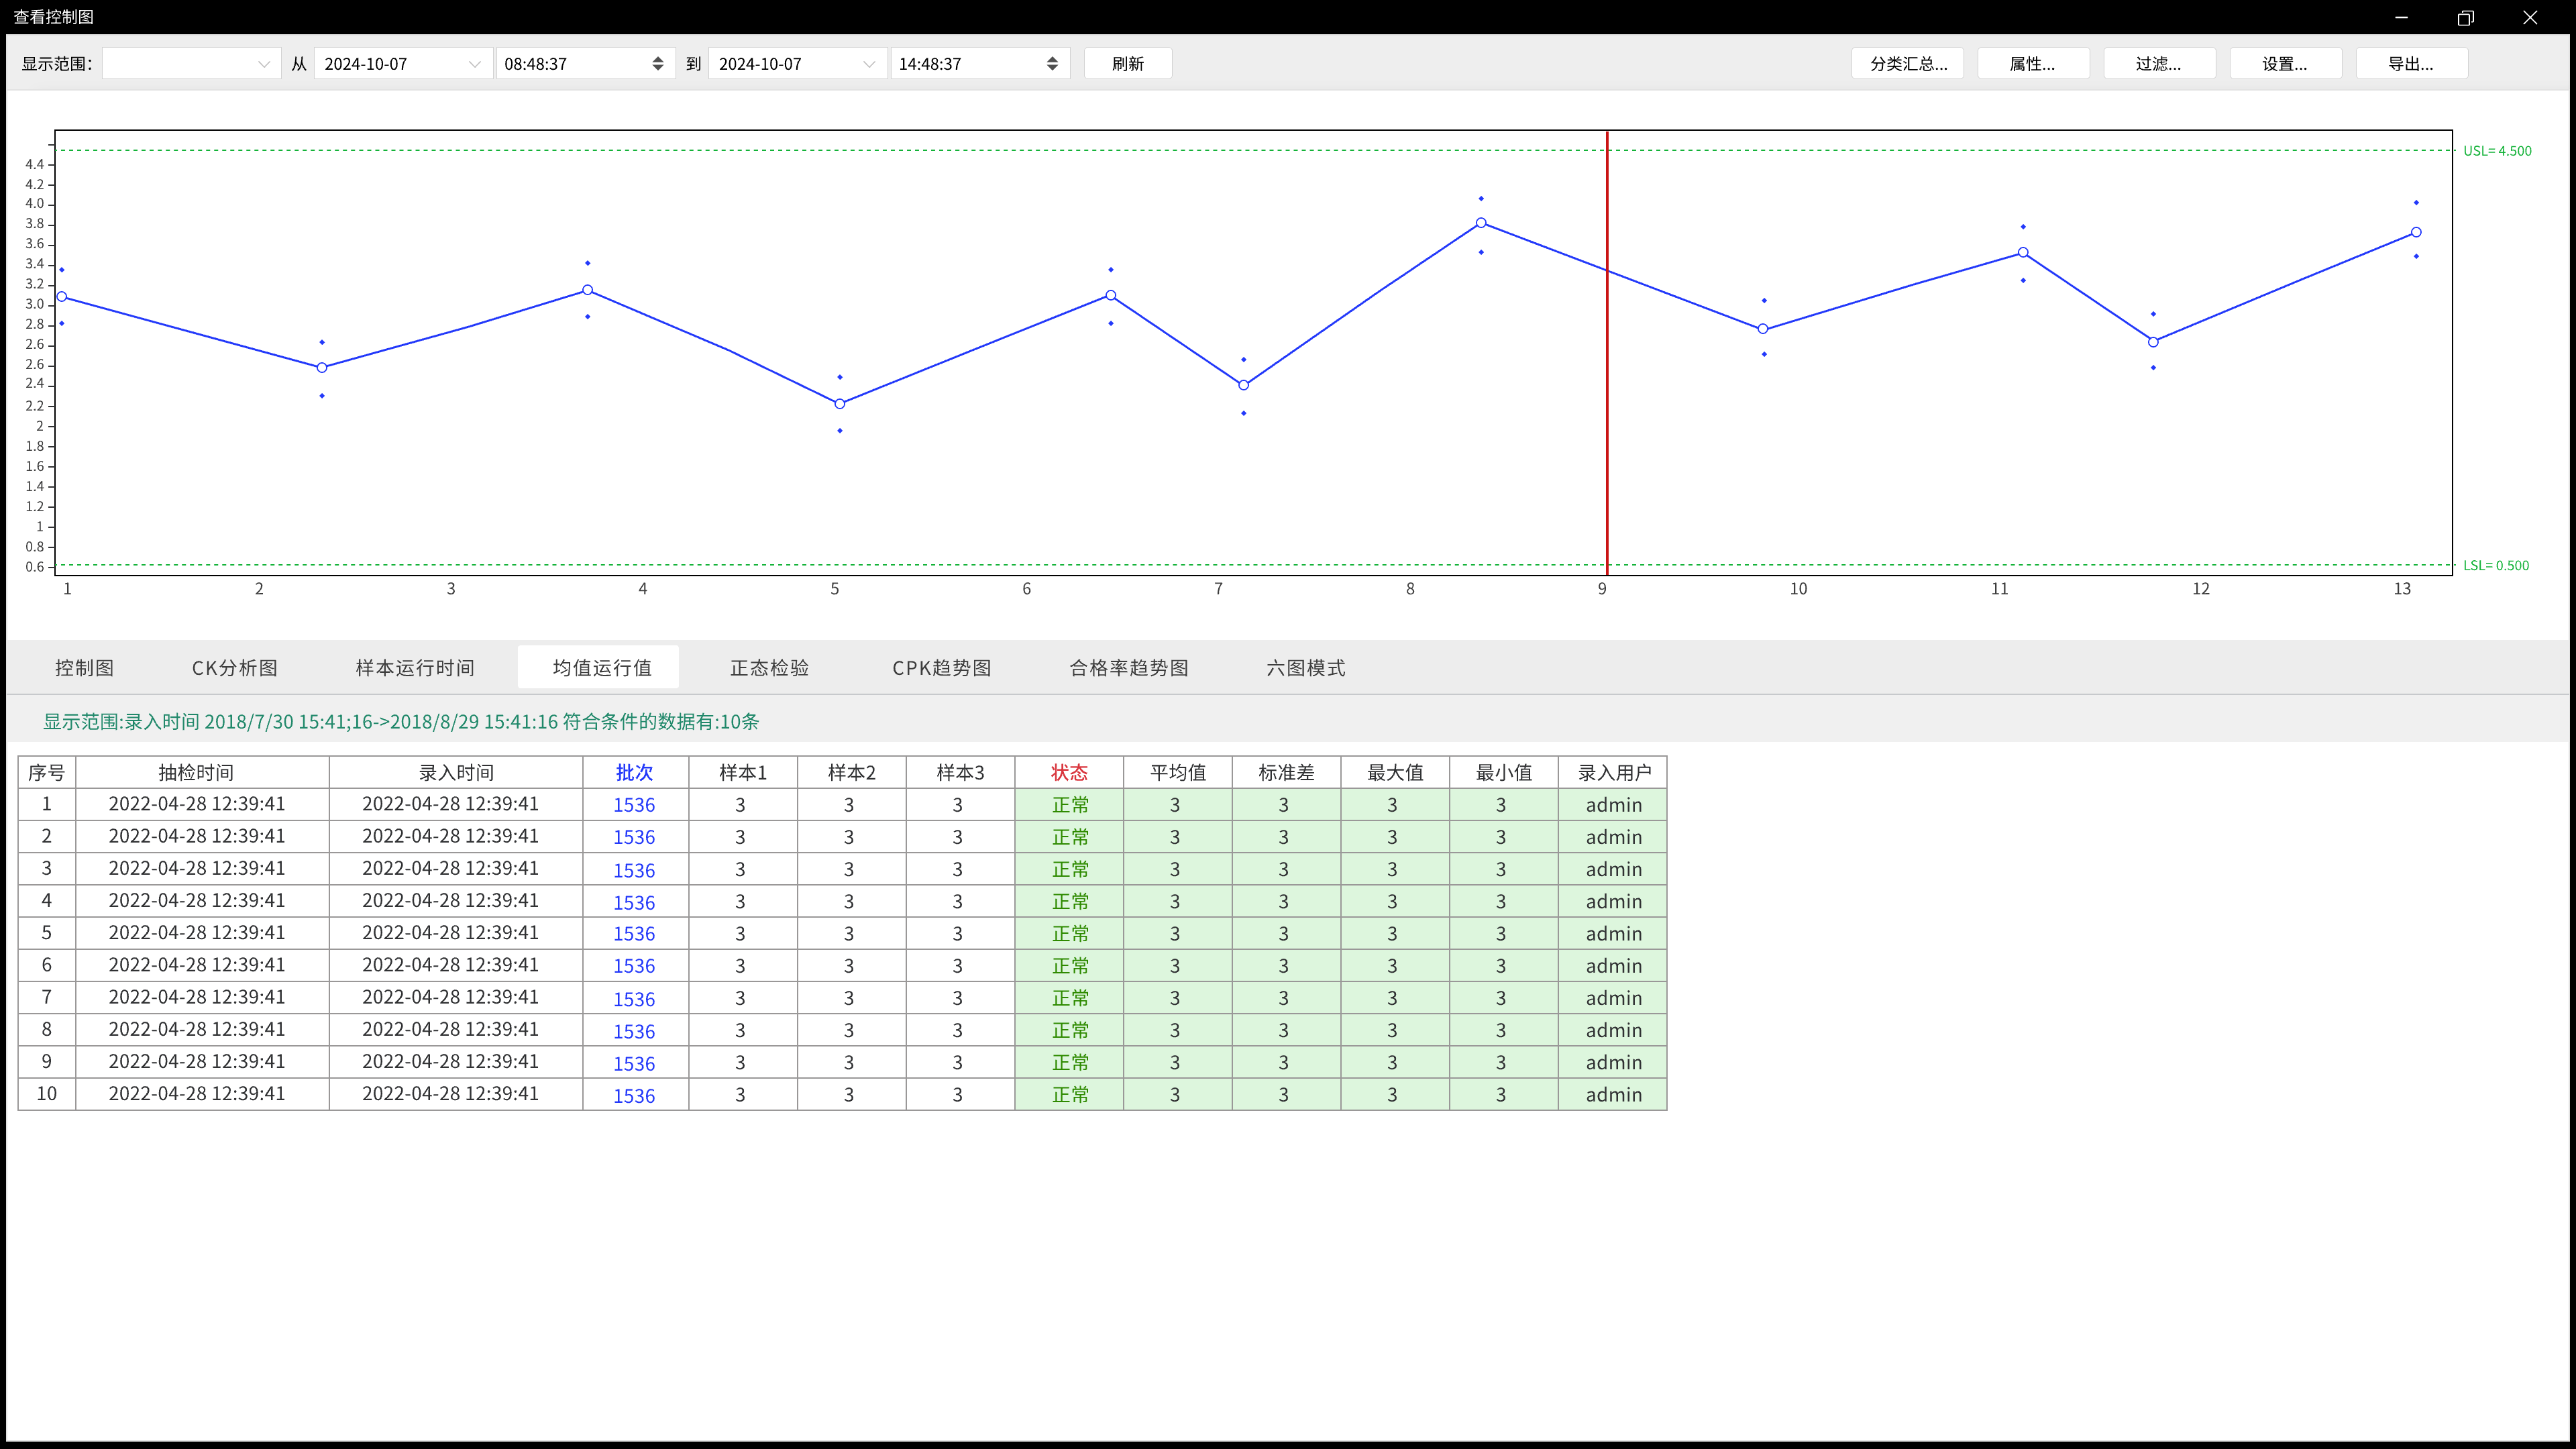 查看控制图
显示范围： 从 2024-10-07 08:48:37 到 2024-10-07 14:48:37 刷新 分类汇总... 属性... 过滤... 设置... 导出...
USL= 4.500
4.4
4.2
4.0
3.8
3.6
3.4
3.2
3.0
2.8
2.6
2.6
2.4
2.2
2
1.8
1.6
1.4
1.2
1
0.8
0.6
LSL= 0.500
1 2 3 4 5 6 7 8 9 10 11 12 13
控制图 CK分析图 样本运行时间 均值运行值 正态检验 CPK趋势图 合格率趋势图 六图模式
显示范围:录入时间 2018/7/30 15:41;16->2018/8/29 15:41:16 符合条件的数据有:10条
序号 抽检时间 录入时间 批次 样本1 样本2 样本3 状态 平均值 标准差 最大值 最小值 录入用户
1 2022-04-28 12:39:41 2022-04-28 12:39:41 1536 3 3 3 正常 3 3 3 3 admin
2 2022-04-28 12:39:41 2022-04-28 12:39:41 1536 3 3 3 正常 3 3 3 3 admin
3 2022-04-28 12:39:41 2022-04-28 12:39:41 1536 3 3 3 正常 3 3 3 3 admin
4 2022-04-28 12:39:41 2022-04-28 12:39:41 1536 3 3 3 正常 3 3 3 3 admin
5 2022-04-28 12:39:41 2022-04-28 12:39:41 1536 3 3 3 正常 3 3 3 3 admin
6 2022-04-28 12:39:41 2022-04-28 12:39:41 1536 3 3 3 正常 3 3 3 3 admin
7 2022-04-28 12:39:41 2022-04-28 12:39:41 1536 3 3 3 正常 3 3 3 3 admin
8 2022-04-28 12:39:41 2022-04-28 12:39:41 1536 3 3 3 正常 3 3 3 3 admin
9 2022-04-28 12:39:41 2022-04-28 12:39:41 1536 3 3 3 正常 3 3 3 3 admin
10 2022-04-28 12:39:41 2022-04-28 12:39:41 1536 3 3 3 正常 3 3 3 3 admin